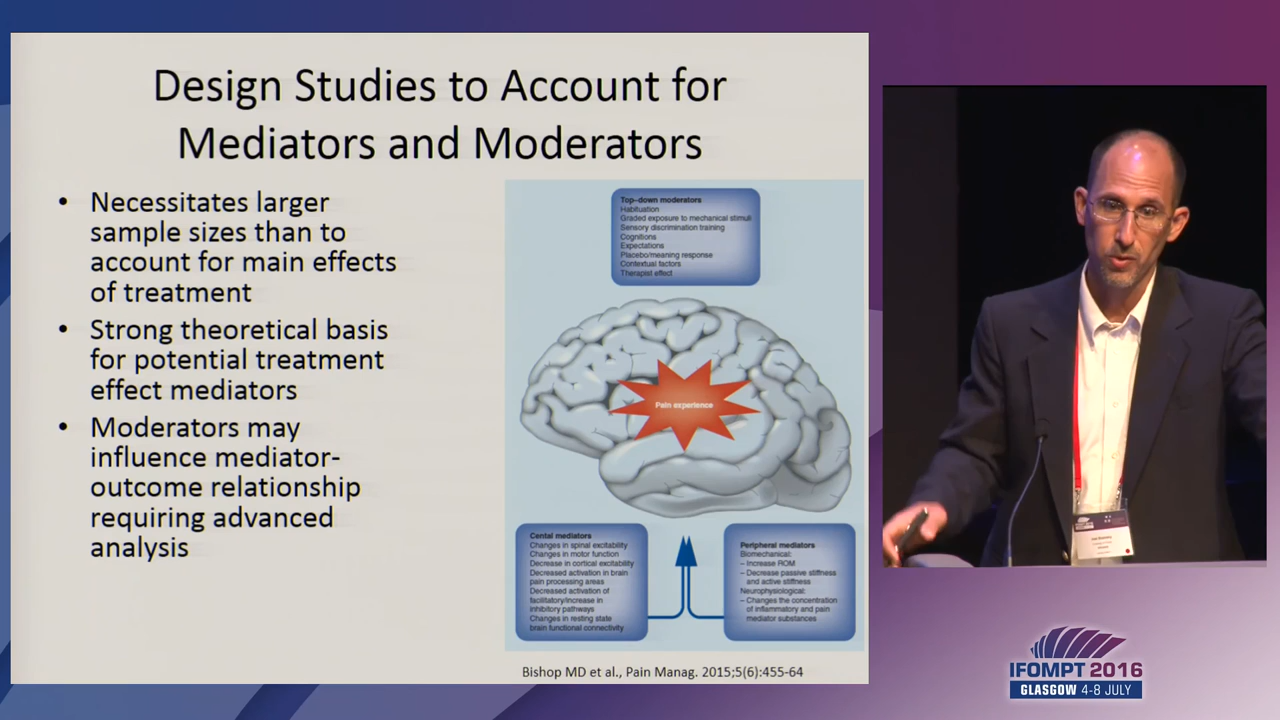 Design Studies to Account for
Mediators and Moderators
• Necessitates larger
sample sizes than to
account for main effects
of treatment
• Strong theoretical basis
for potential treatment
effect mediators
• Moderators may
influence mediator-
outcome relationship
requiring advanced
analysis
Top–down moderators
Habituation
Graded exposure to mechanical stimuli
Sensory discrimination training
Cognitions
Expectations
Placebo/meaning response
Contextual factors
Therapist effect
Pain experience
Cental mediators
Changes in spinal excitability
Changes in motor function
Decrease in cortical excitability
Decreased activation in brain
pain processing areas
Decreased activation of
facilitatory/increase in
inhibitory pathways
Changes in resting state
brain functional connectivity
Peripheral mediators
Biomechanical:
– Increase ROM
– Decrease passive stiffness
and active stiffness
Neurophysiological:
– Changes the concentration
of inflammatory and pain
mediator substances
Bishop MD et al., Pain Manag. 2015;5(6):455-64
IFOMPT 2016
GLASGOW 4-8 JULY